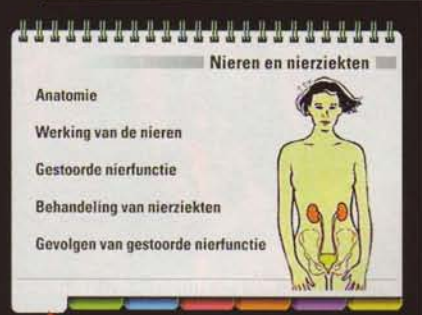 Nieren en nierziekten
Anatomie
Werking van de nieren
Gestoorde nierfunctie
Behandeling van nierziekten
Gevolgen van gestoorde nierfunctie